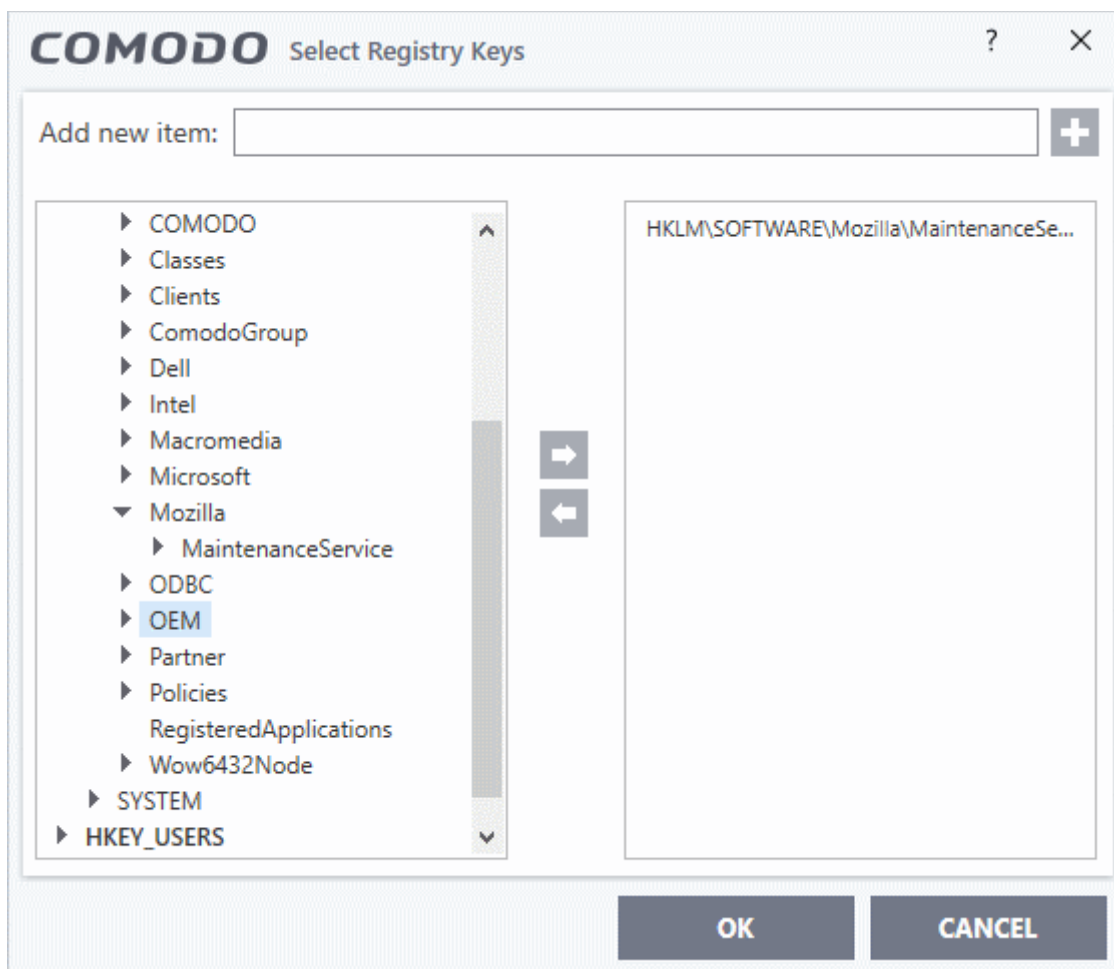 COMODO Select Registry Keys ? ×
Add new item:
COMODO
Classes
Clients
ComodoGroup
Dell
Intel
Macromedia
Microsoft
Mozilla
MaintenanceService
ODBC
OEM
Partner
Policies
RegisteredApplications
Wow6432Node
SYSTEM
HKEY_USERS
HKLM\SOFTWARE\Mozilla\MaintenanceSe...
OK CANCEL